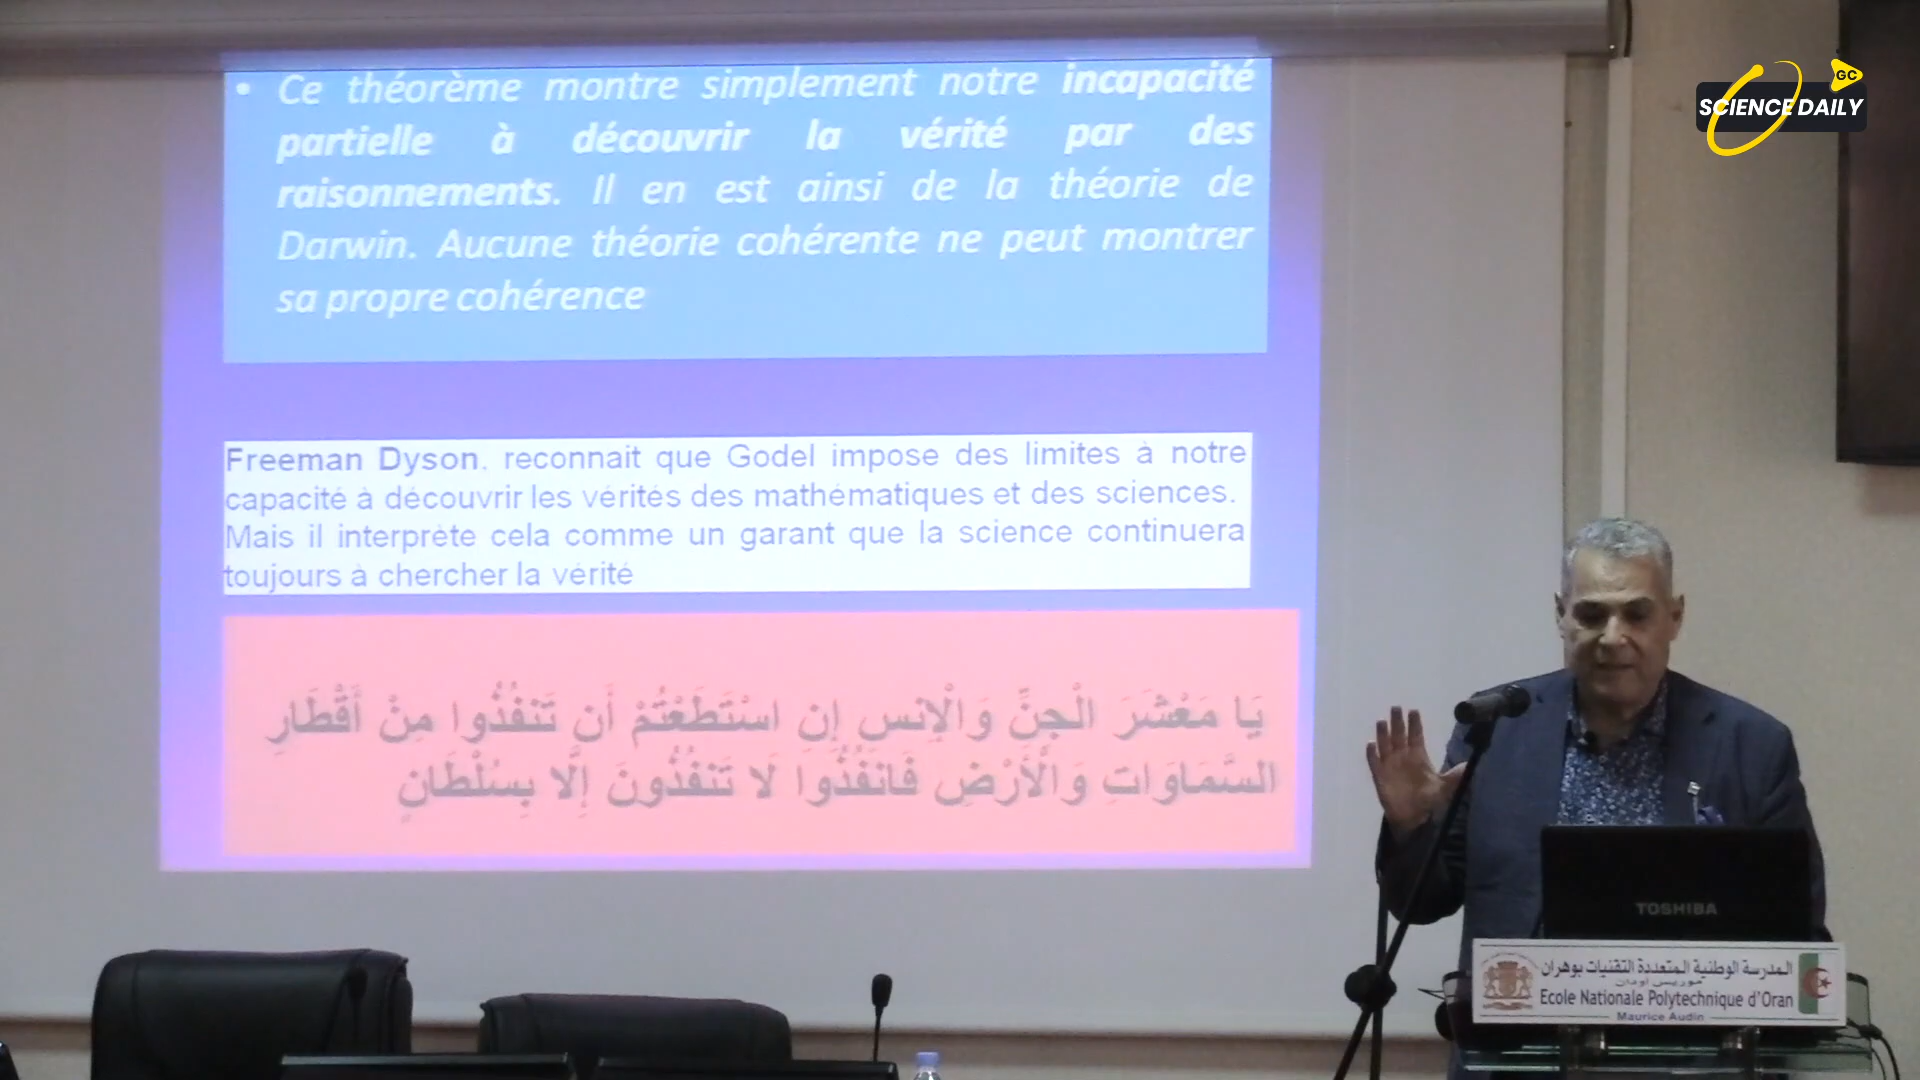 • Ce théorème montre simplement notre incapacité
partielle à découvrir la vérité par des
raisonnements. Il en est ainsi de la théorie de
Darwin. Aucune théorie cohérente ne peut montrer
sa propre cohérence
Freeman Dyson, reconnait que Godel impose des limites à notre
capacité à découvrir les vérités des mathématiques et des sciences.
Mais il interprète cela comme un garant que la science continuera
toujours à chercher la vérité
يَا مَعْشَرَ الْجِنِّ وَالْإِنسِ إِنِ اسْتَطَعْتُمْ أَن تَنفُذُوا مِنْ أَقْطَارِ
السَّمَاوَاتِ وَالْأَرْضِ فَانفُذُوا لَا تَنفُذُونَ إِلَّا بِسُلْطَانٍ
GC
SCIENCE DAILY
TOSHIBA
المدرسة الوطنية المتعددة التقنيات بوهران
موريس أودان
Ecole Nationale Polytechnique d'Oran
Maurice Audin